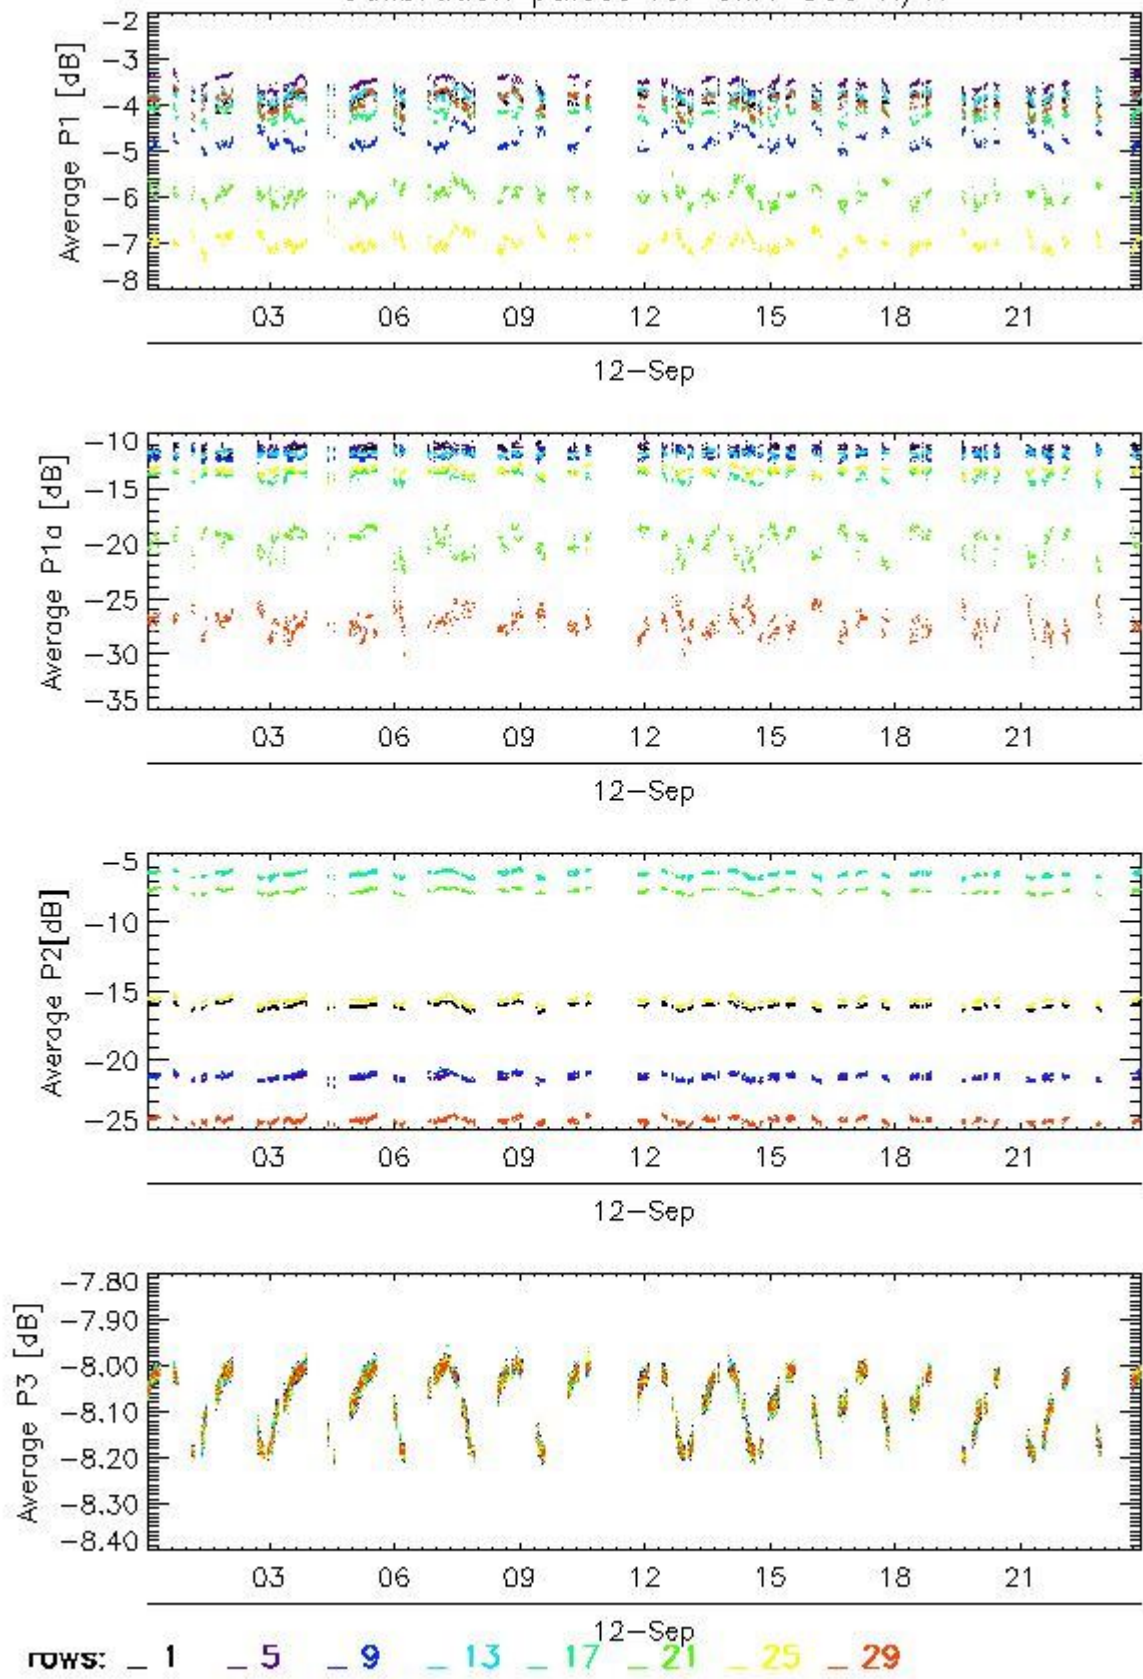 −2
−3
−4
−5
−6
−7
−8
Average P1 [dB]
03 06 09 12 15 18 21
12−Sep
−10
−15
−20
−25
−30
−35
Average P1a [dB]
03 06 09 12 15 18 21
12−Sep
−5
−10
−15
−20
−25
Average P2[dB]
03 06 09 12 15 18 21
12−Sep
−7.80
−7.90
−8.00
−8.10
−8.20
−8.30
−8.40
Average P3 [dB]
03 06 09 12 15 18 21
12−Sep
rows: _ 1 _ 5 _ 9 _ 13 _ 17 _ 21 _ 25 _ 29